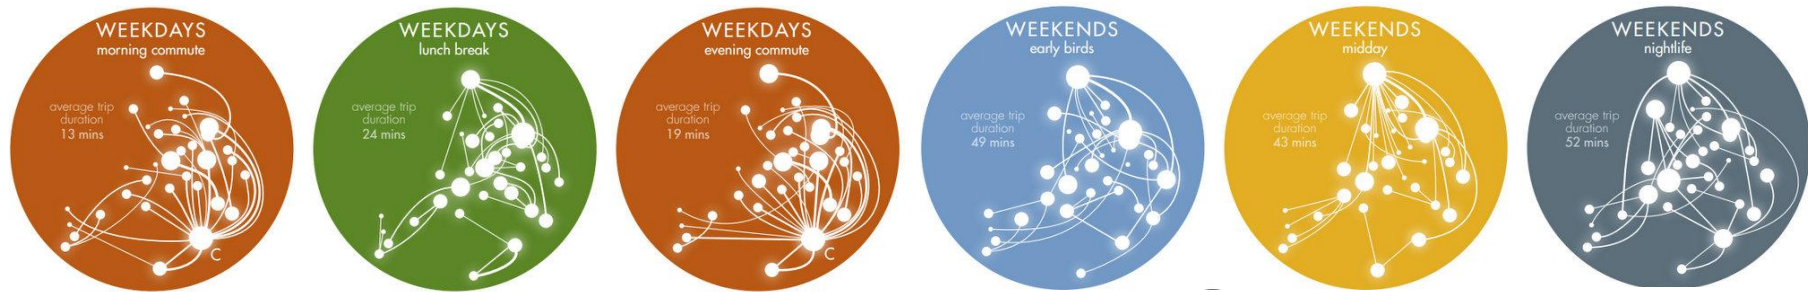 WEEKDAYS
morning commute
average trip
duration
13 mins
C
WEEKDAYS
lunch break
average trip
duration
24 mins
WEEKDAYS
evening commute
average trip
duration
19 mins
C
WEEKENDS
early birds
average trip
duration
49 mins
WEEKENDS
midday
average trip
duration
43 mins
WEEKENDS
nightlife
average trip
duration
52 mins